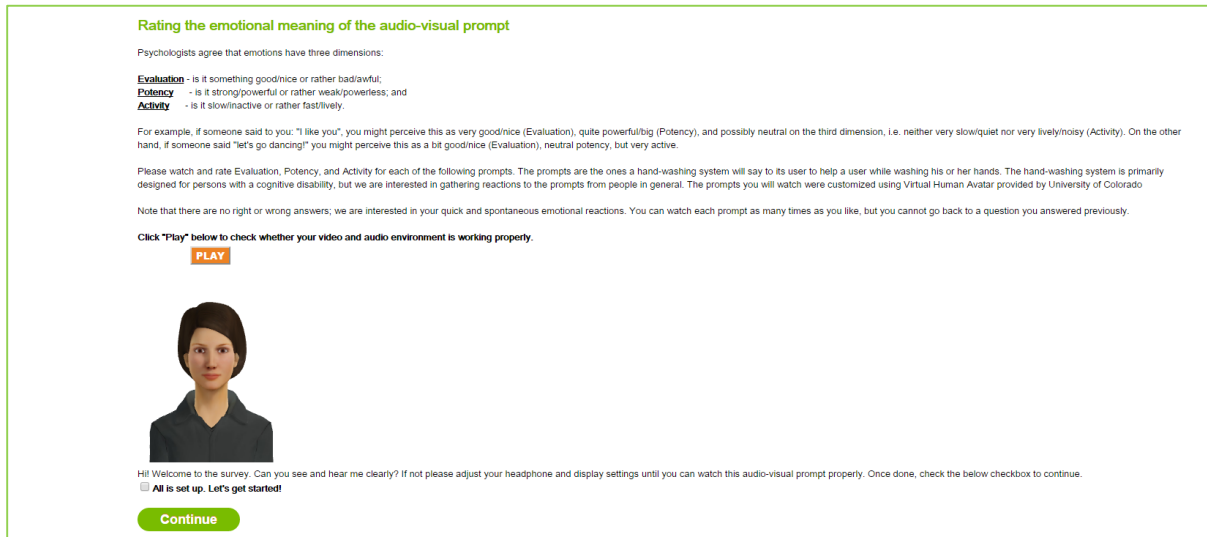 Rating the emotional meaning of the audio-visual prompt
Psychologists agree that emotions have three dimensions:
Evaluation - is it something good/nice or rather bad/awful;
Potency - is it strong/powerful or rather weak/powerless; and
Activity - is it slow/inactive or rather fast/lively.
For example, if someone said to you: "I like you", you might perceive this as very good/nice (Evaluation), quite powerful/big (Potency), and possibly neutral on the third dimension, i.e. neither very slow/quiet nor very lively/noisy (Activity). On the other
hand, if someone said "let's go dancing!" you might perceive this as a bit good/nice (Evaluation), neutral potency, but very active.
Please watch and rate Evaluation, Potency, and Activity for each of the following prompts. The prompts are the ones a hand-washing system will say to its user to help a user while washing his or her hands. The hand-washing system is primarily
designed for persons with a cognitive disability, but we are interested in gathering reactions to the prompts from people in general. The prompts you will watch were customized using Virtual Human Avatar provided by University of Colorado
Note that there are no right or wrong answers; we are interested in your quick and spontaneous emotional reactions. You can watch each prompt as many times as you like, but you cannot go back to a question you answered previously.
Click "Play" below to check whether your video and audio environment is working properly.
PLAY
Hi! Welcome to the survey. Can you see and hear me clearly? If not please adjust your headphone and display settings until you can watch this audio-visual prompt properly. Once done, check the below checkbox to continue.
All is set up. Let's get started!
Continue